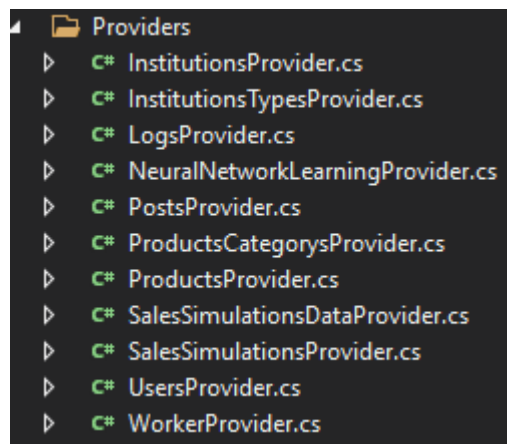 Providers
C# InstitutionsProvider.cs
C# InstitutionsTypesProvider.cs
C# LogsProvider.cs
C# NeuralNetworkLearningProvider.cs
C# PostsProvider.cs
C# ProductsCategorysProvider.cs
C# ProductsProvider.cs
C# SalesSimulationsDataProvider.cs
C# SalesSimulationsProvider.cs
C# UsersProvider.cs
C# WorkerProvider.cs